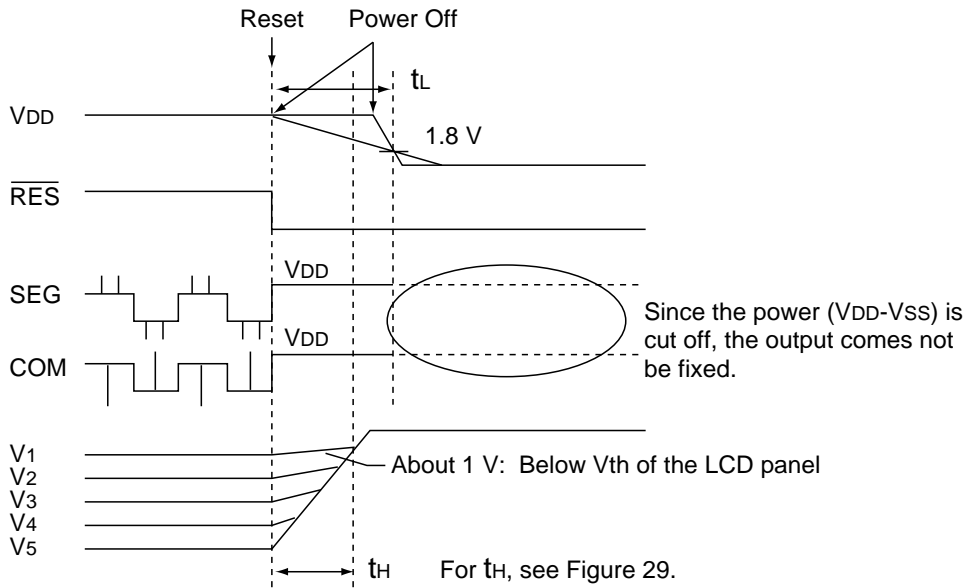 Reset Power Off
tL
VDD
1.8 V
RES
VDD
SEG
Since the power (VDD-VSS) is
cut off, the output comes not
be fixed.
VDD
COM
V1
About 1 V: Below Vth of the LCD panel
V2
V3
V4
V5
tH For tH, see Figure 29.